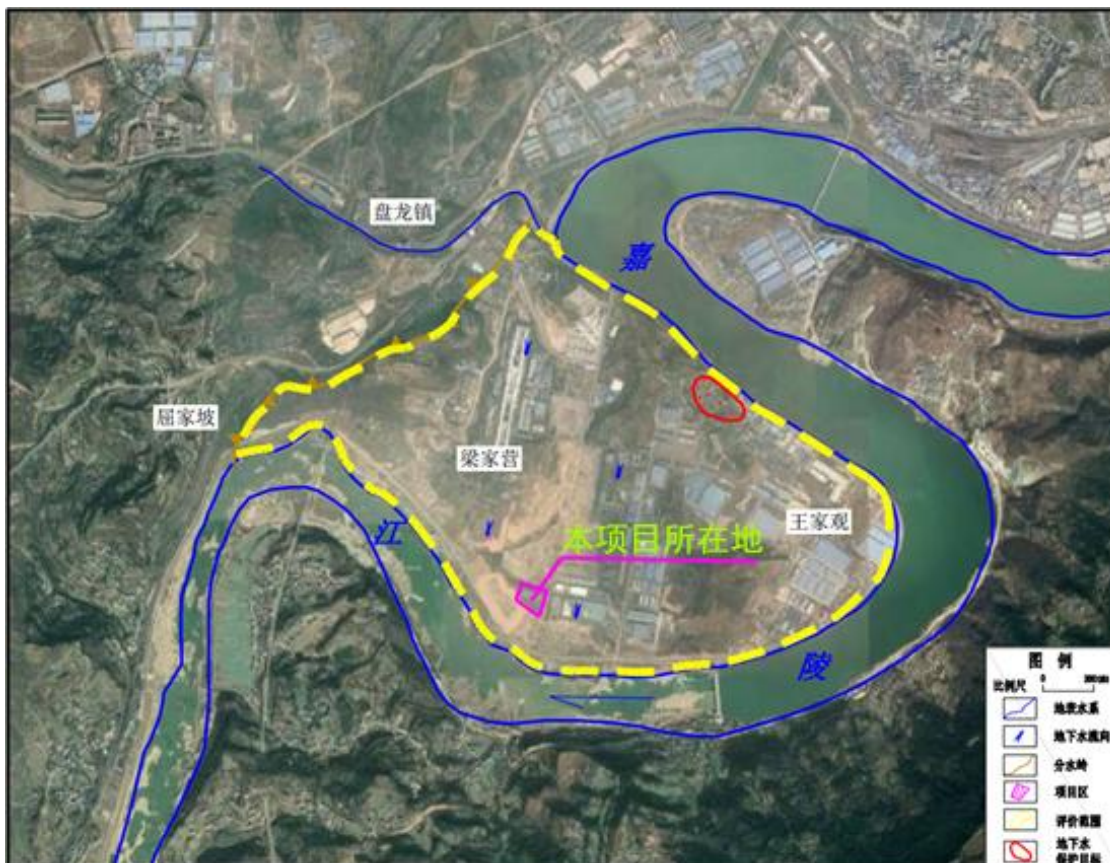 盘龙镇
嘉
屈家坡
梁家营
王家观
本项目所在地
江
陵
图 例
比例尺
0
地表水系
地下水流向
分水岭
项目区
评价范围
地下水
保护目标